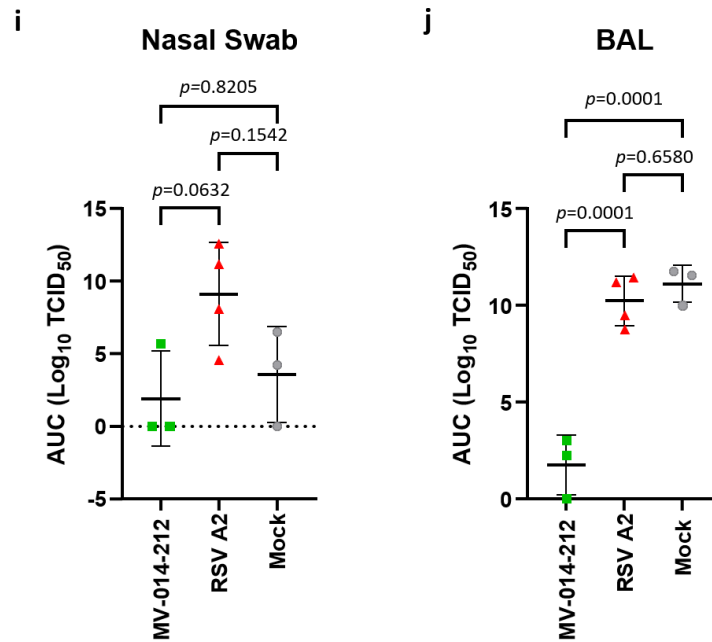 i
Nasal Swab
p=0.8205
p=0.1542
p=0.0632
15
10
5
0
-5
AUC (Log10 TCID50)
MV-014-212
RSV A2
Mock
j
BAL
p=0.0001
p=0.6580
p=0.0001
15
10
5
0
AUC (Log10 TCID50)
MV-014-212
RSV A2
Mock